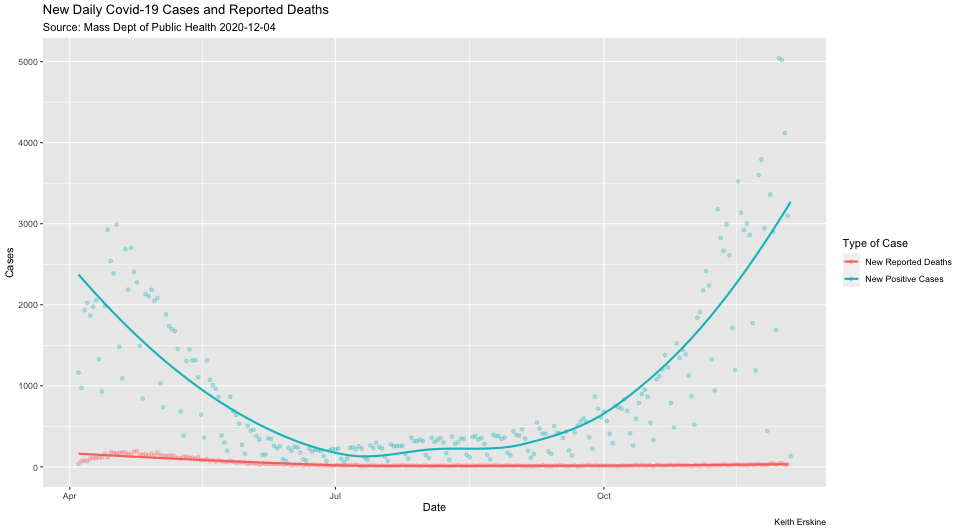 New Daily Covid-19 Cases and Reported Deaths
Source: Mass Dept of Public Health 2020-12-04
5000
4000
3000
2000
1000
0
Cases
Apr
Jul
Oct
Date
Type of Case
New Reported Deaths
New Positive Cases
Keith Erskine